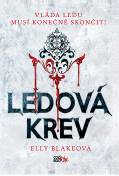 VLÁDA LEDU
MUSÍ KONEČNĚ SKONČIT!
LEDOVÁ
KREV
ELLY BLAKEOVÁ